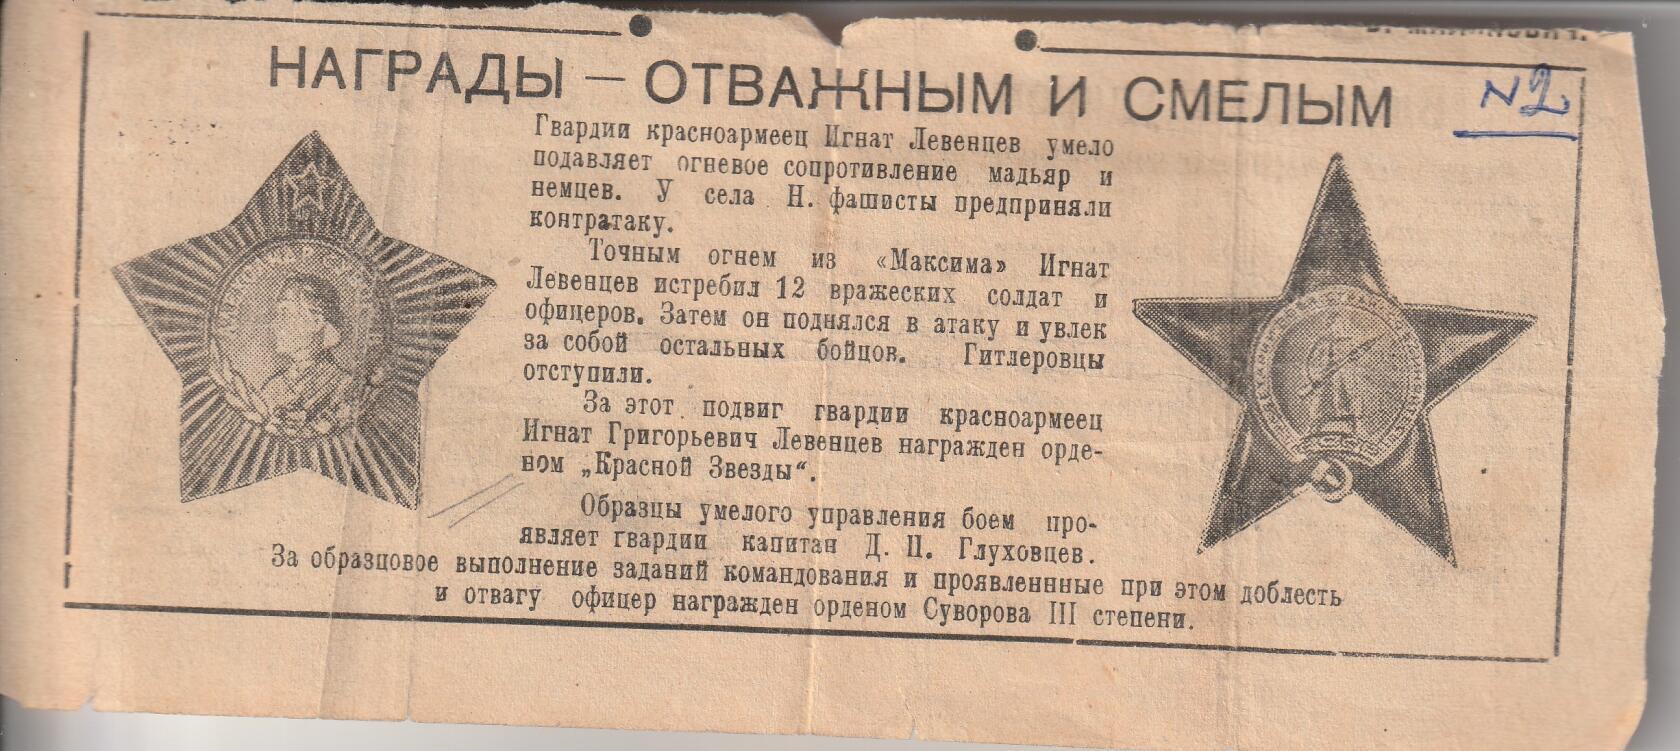 НАГРАДЫ — ОТВАЖНЫМ И СМЕЛЫМ
N2
Гвардии красноармеец Игнат Левенцев умело
подавляет огневое сопротивление мадьяр и
немцев. У села Н. фашисты предприняли
контратаку.
Точным огнем из «Максима» Игнат
Левенцев истребил 12 вражеских солдат и
офицеров. Затем он поднялся в атаку и увлек
за собой остальных бойцов. Гитлеровцы
отступили.
За этот подвиг гвардии красноармеец
Игнат Григорьевич Левенцев награжден орде-
ном „Красной Звезды“.
Образцы умелого управления боем про-
являет гвардии капитан Д. П. Глуховцев.
За образцовое выполнение заданий командования и проявленнные при этом доблесть
и отвагу офицер награжден орденом Суворова III степени.